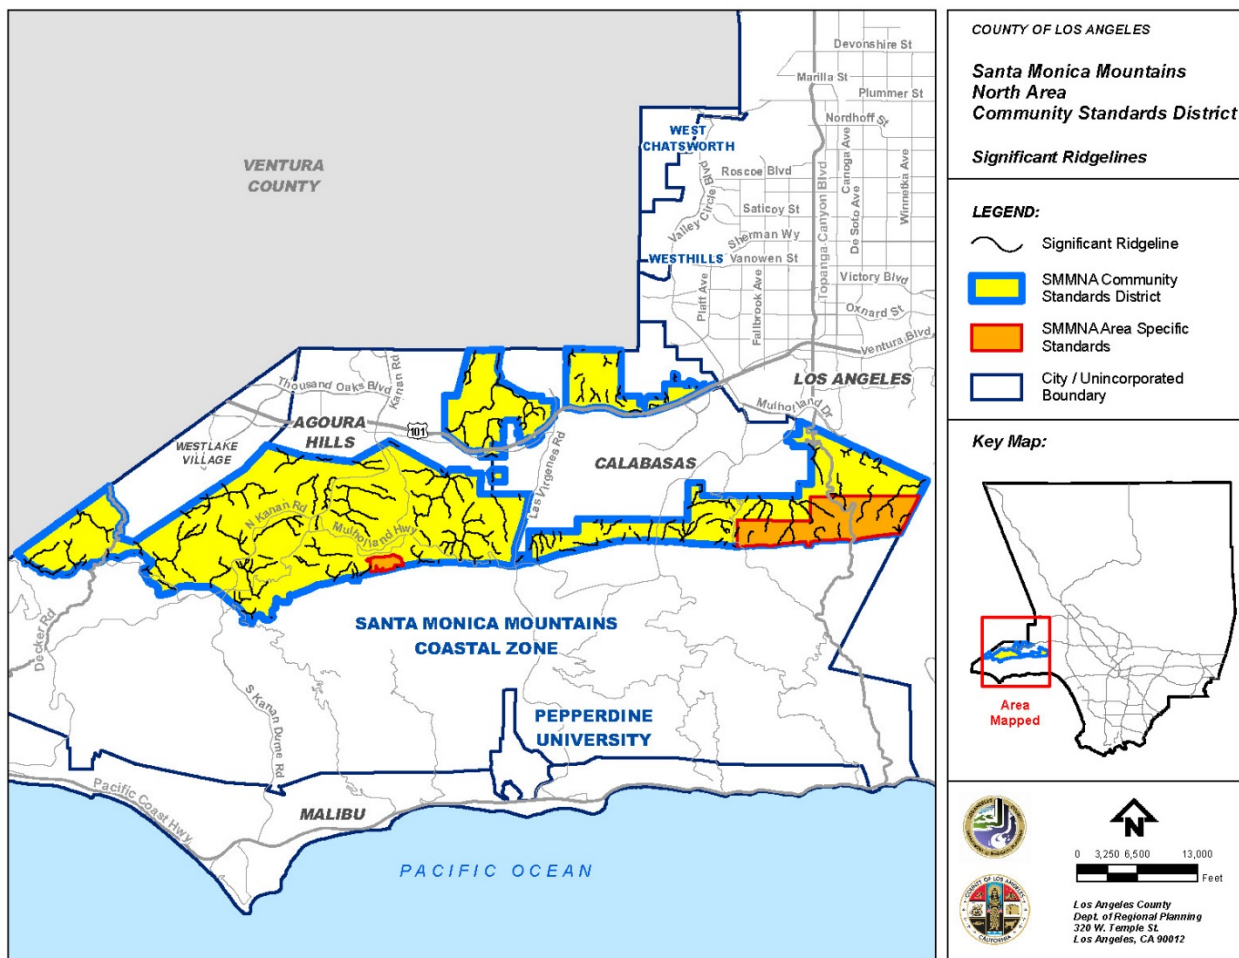 COUNTY OF LOS ANGELES
Santa Monica Mountains
North Area
Community Standards District
Significant Ridgelines
LEGEND:
Significant Ridgeline
SMMNA Community
Standards District
SMMNA Area Specific
Standards
City / Unincorporated
Boundary
Key Map:
Area
Mapped
N
0 3,250 6,500 13,000
Feet
Los Angeles County
Dept. of Regional Planning
320 W. Temple St.
Los Angeles, CA 90012
VENTURA
COUNTY
WEST
CHATSWORTH
WESTHILLS
Devonshire St
Marilla St
Plummer St
Nordhoff St
Roscoe Blvd
Saticoy St
Sherman Wy
Vanowen St
Victory Blvd
Oxnard St
Ventura Blvd
Valley Circle Blvd
Topanga Canyon Blvd
Canoga Ave
De Soto Ave
Winnetka Ave
Platt Ave
Fallbrook Ave
LOS ANGELES
Mulholland Dr
Thousand Oaks Blvd
Kanan Rd
AGOURA
HILLS
101
WESTLAKE
VILLAGE
CALABASAS
Las Virgenes Rd
N Kanan Rd
Mulholland Hwy
Decker Rd
SANTA MONICA MOUNTAINS
COASTAL ZONE
S Kanan Dume Rd
PEPPERDINE
UNIVERSITY
Pacific Coast Hwy
MALIBU
PACIFIC OCEAN
COUNTY OF LOS ANGELES
CALIFORNIA